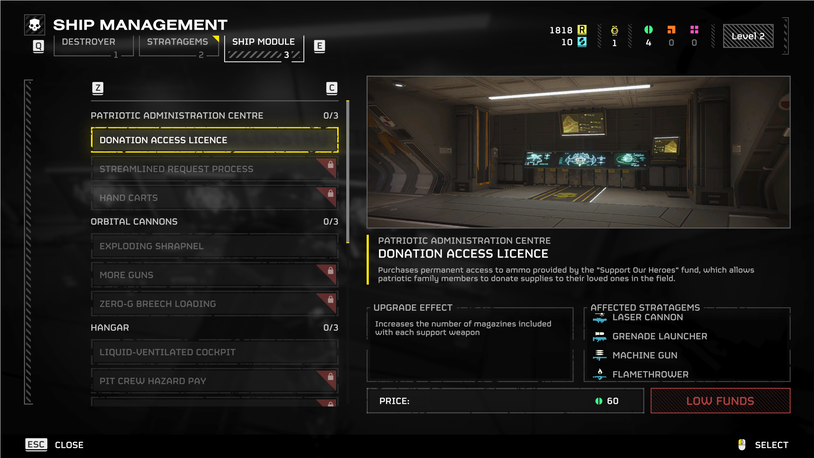 SHIP MANAGEMENT
Q
DESTROYER
1
STRATAGEMS
2
SHIP MODULE
3
E
1818 R
10 S
1
4
0
0
Level 2
Z
C
PATRIOTIC ADMINISTRATION CENTRE 0/3
DONATION ACCESS LICENCE
STREAMLINED REQUEST PROCESS
HAND CARTS
ORBITAL CANNONS 0/3
EXPLODING SHRAPNEL
MORE GUNS
ZERO-G BREECH LOADING
HANGAR 0/3
LIQUID-VENTILATED COCKPIT
PIT CREW HAZARD PAY
PATRIOTIC ADMINISTRATION CENTRE
DONATION ACCESS LICENCE
Purchases permanent access to ammo provided by the "Support Our Heroes" fund, which allows
patriotic family members to donate supplies to their loved ones in the field.
UPGRADE EFFECT
Increases the number of magazines included
with each support weapon
AFFECTED STRATAGEMS
LASER CANNON
GRENADE LAUNCHER
MACHINE GUN
FLAMETHROWER
PRICE: 60
LOW FUNDS
ESC CLOSE
SELECT